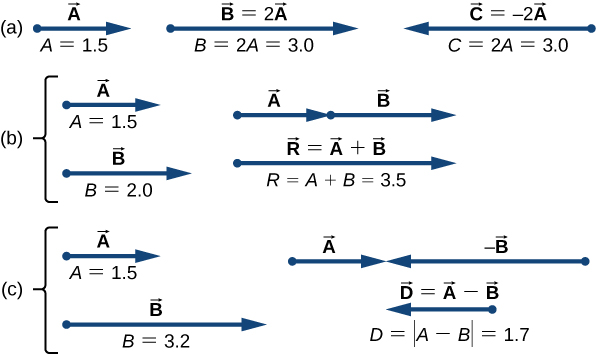 (a)
A⃗
A = 1.5
B⃗ = 2A⃗
B = 2A = 3.0
C⃗ = –2A⃗
C = 2A = 3.0
(b)
A⃗
A = 1.5
B⃗
B = 2.0
A⃗ B⃗
R⃗ = A⃗ + B⃗
R = A + B = 3.5
(c)
A⃗
A = 1.5
B⃗
B = 3.2
A⃗ –B⃗
D⃗ = A⃗ – B⃗
D = |A – B| = 1.7